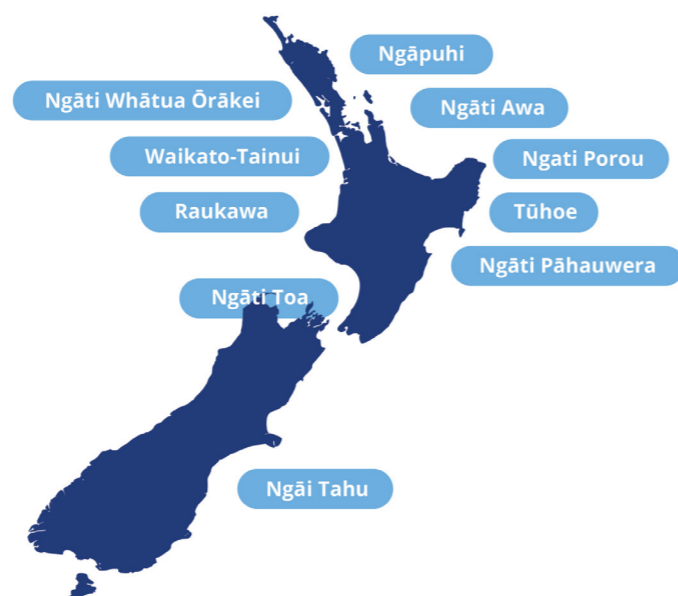 Ngāpuhi
Ngāti Whātua Ōrākei
Ngāti Awa
Waikato-Tainui
Ngati Porou
Raukawa
Tūhoe
Ngāti Pāhauwera
Ngāti Toa
Ngāi Tahu